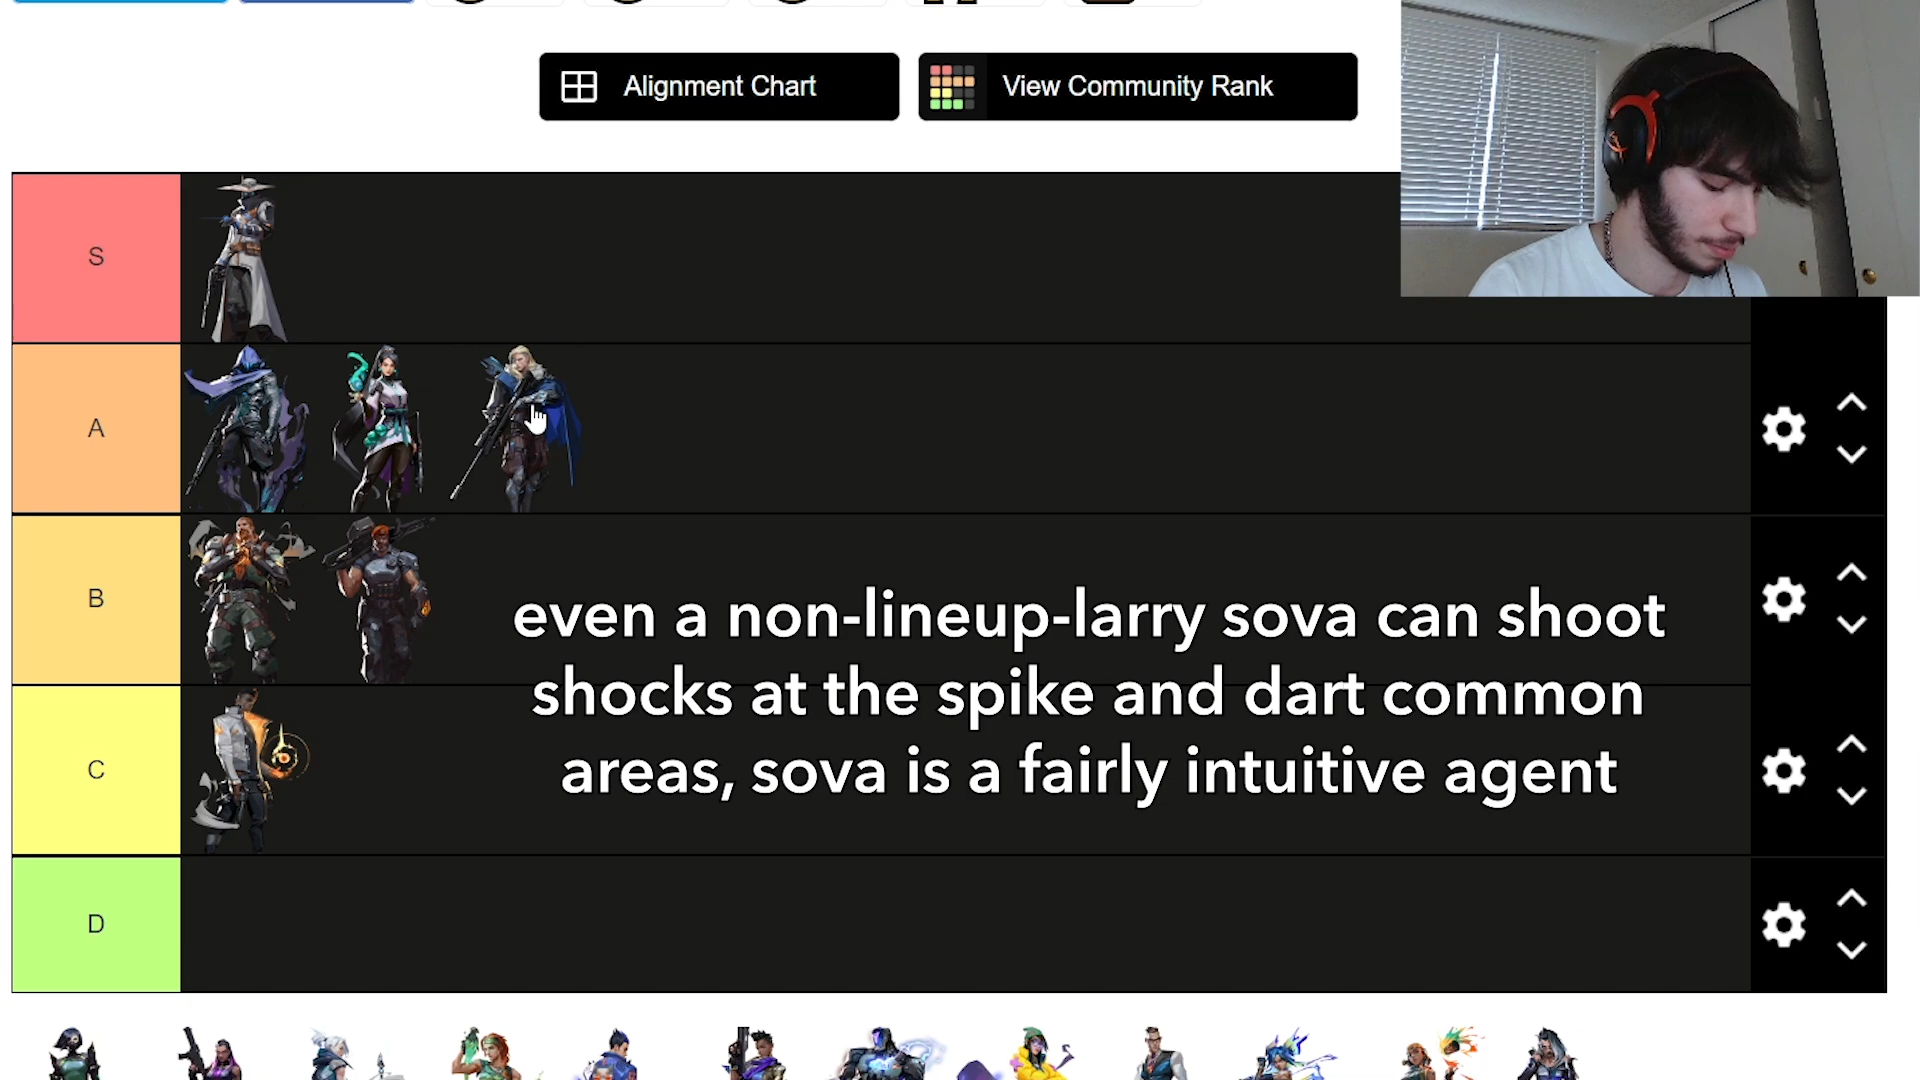 Alignment Chart
View Community Rank
S
A
B
C
D
even a non-lineup-larry sova can shoot
shocks at the spike and dart common
areas, sova is a fairly intuitive agent